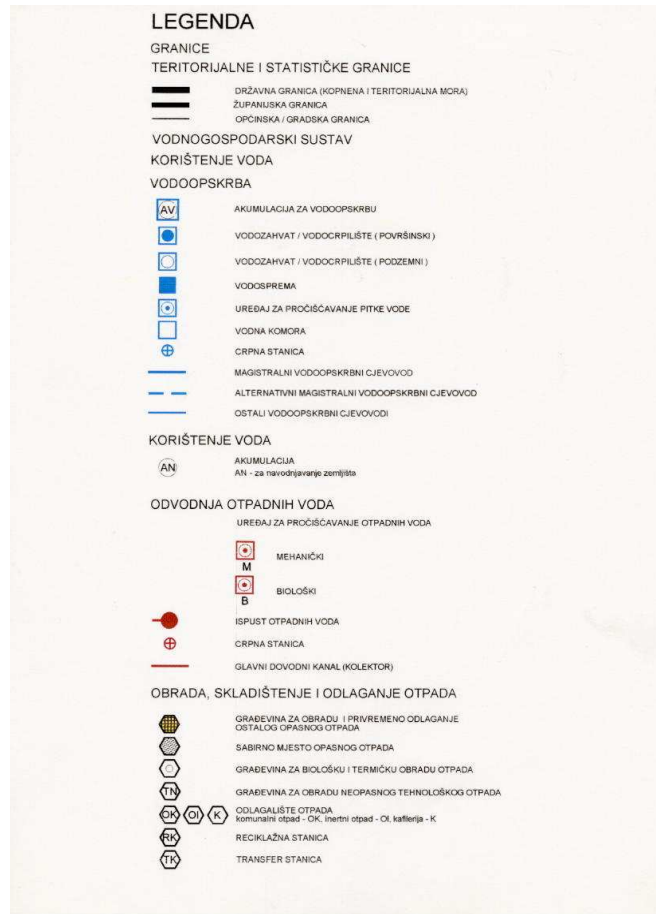 LEGENDA
GRANICE
TERITORIJALNE I STATISTIČKE GRANICE
DRŽAVNA GRANICA (KOPNENA I TERITORIJALNA MORA)
ŽUPANIJSKA GRANICA
OPĆINSKA / GRADSKA GRANICA
VODNOGOSPODARSKI SUSTAV
KORIŠTENJE VODA
VODOOPSKRBA
AV AKUMULACIJA ZA VODOOPSKRBU
VODOZAHVAT / VODOCRPILIŠTE ( POVRŠINSKI )
VODOZAHVAT / VODOCRPILIŠTE ( PODZEMNI )
VODOSPREMA
UREĐAJ ZA PROČIŠĆAVANJE PITKE VODE
VODNA KOMORA
CRPNA STANICA
MAGISTRALNI VODOOPSKRBNI CJEVOVOD
ALTERNATIVNI MAGISTRALNI VODOOPSKRBNI CJEVOVOD
OSTALI VODOOPSKRBNI CJEVOVODI
KORIŠTENJE VODA
AN AKUMULACIJA
AN - za navodnjavanje zemljišta
ODVODNJA OTPADNIH VODA
UREĐAJ ZA PROČIŠĆAVANJE OTPADNIH VODA
MEHANIČKI
M
BIOLOŠKI
B
ISPUST OTPADNIH VODA
CRPNA STANICA
GLAVNI DOVODNI KANAL (KOLEKTOR)
OBRADA, SKLADIŠTENJE I ODLAGANJE OTPADA
GRAĐEVINA ZA OBRADU I PRIVREMENO ODLAGANJE
OSTALOG OPASNOG OTPADA
SABIRNO MJESTO OPASNOG OTPADA
GRAĐEVINA ZA BIOLOŠKU I TERMIČKU OBRADU OTPADA
TN GRAĐEVINA ZA OBRADU NEOPASNOG TEHNOLOŠKOG OTPADA
OK OI K ODLAGALIŠTE OTPADA
komunalni otpad - OK, inertni otpad - OI, kafilerija - K
RK RECIKLAŽNA STANICA
TK TRANSFER STANICA